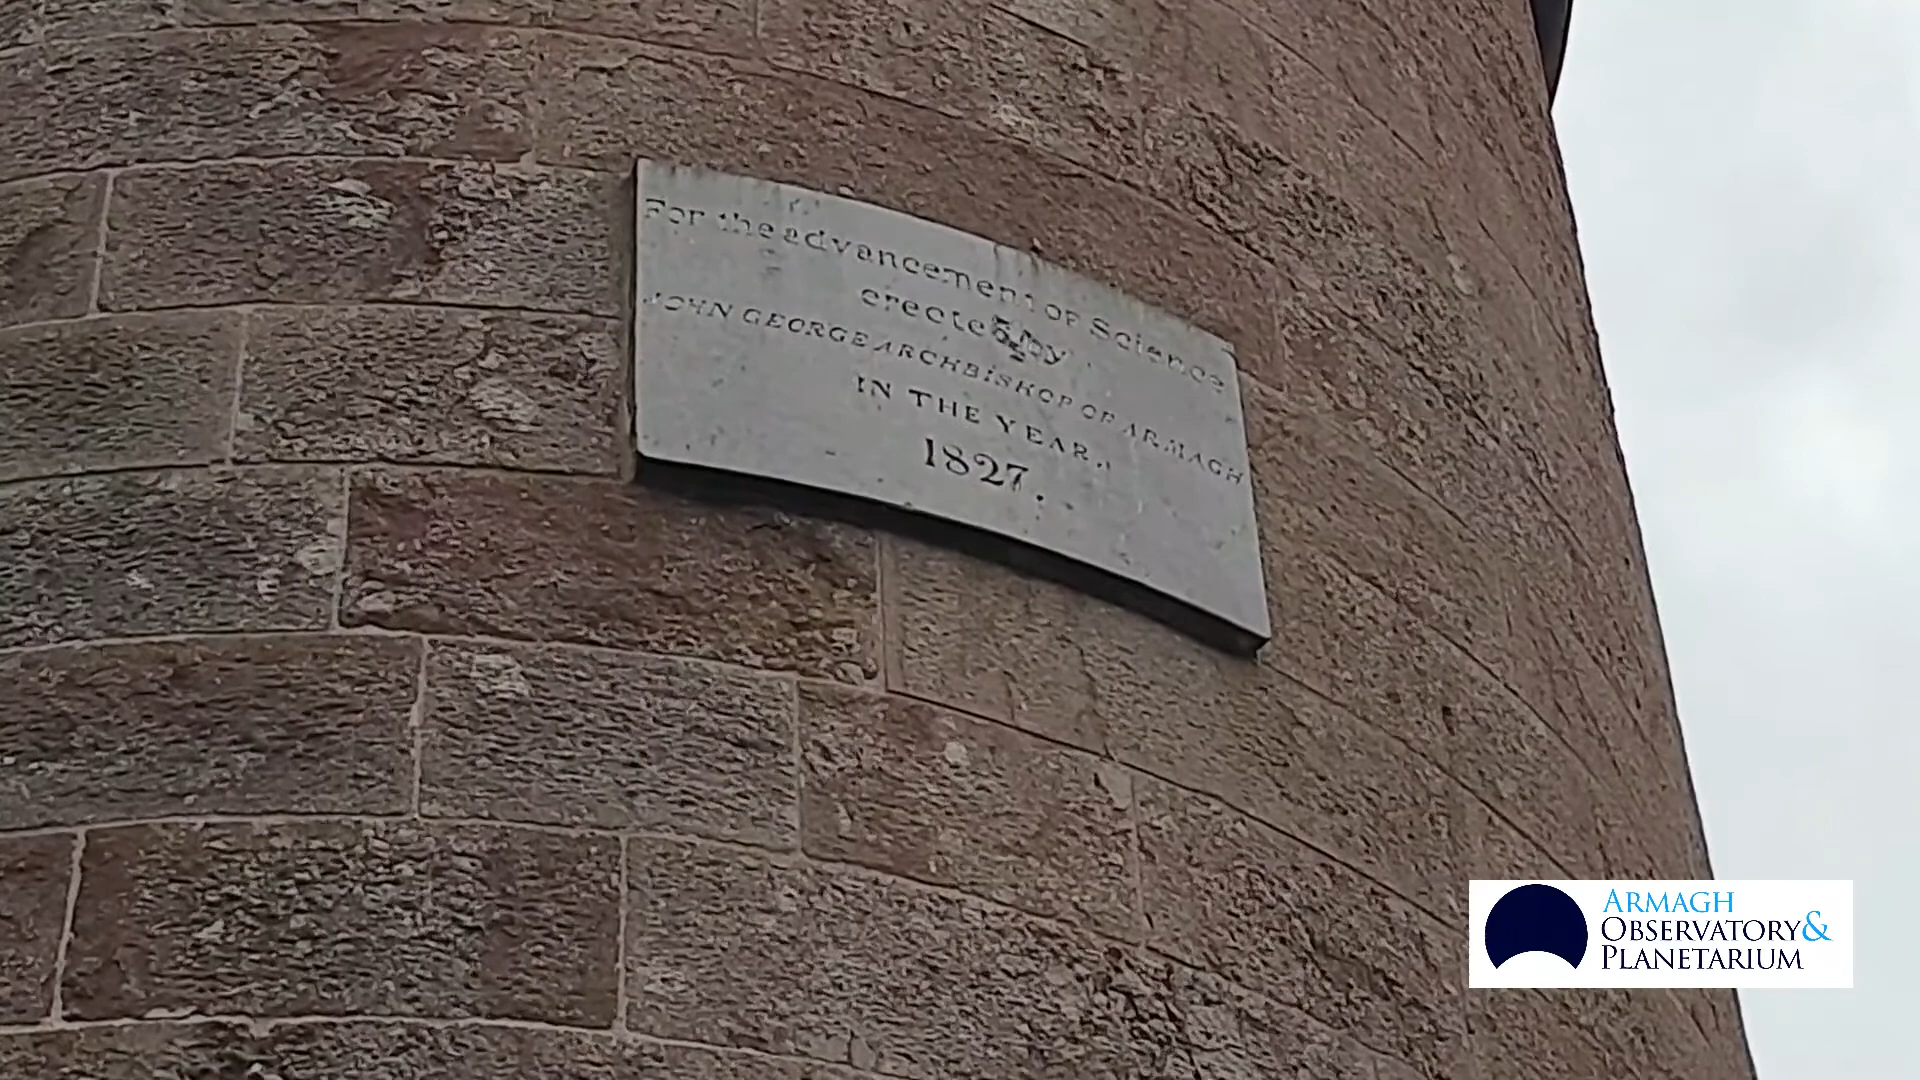 For the advancement of Science
erected by
JOHN GEORGE ARCHBISHOP OF ARMAGH
IN THE YEAR.
1827.
ARMAGH
OBSERVATORY&
PLANETARIUM